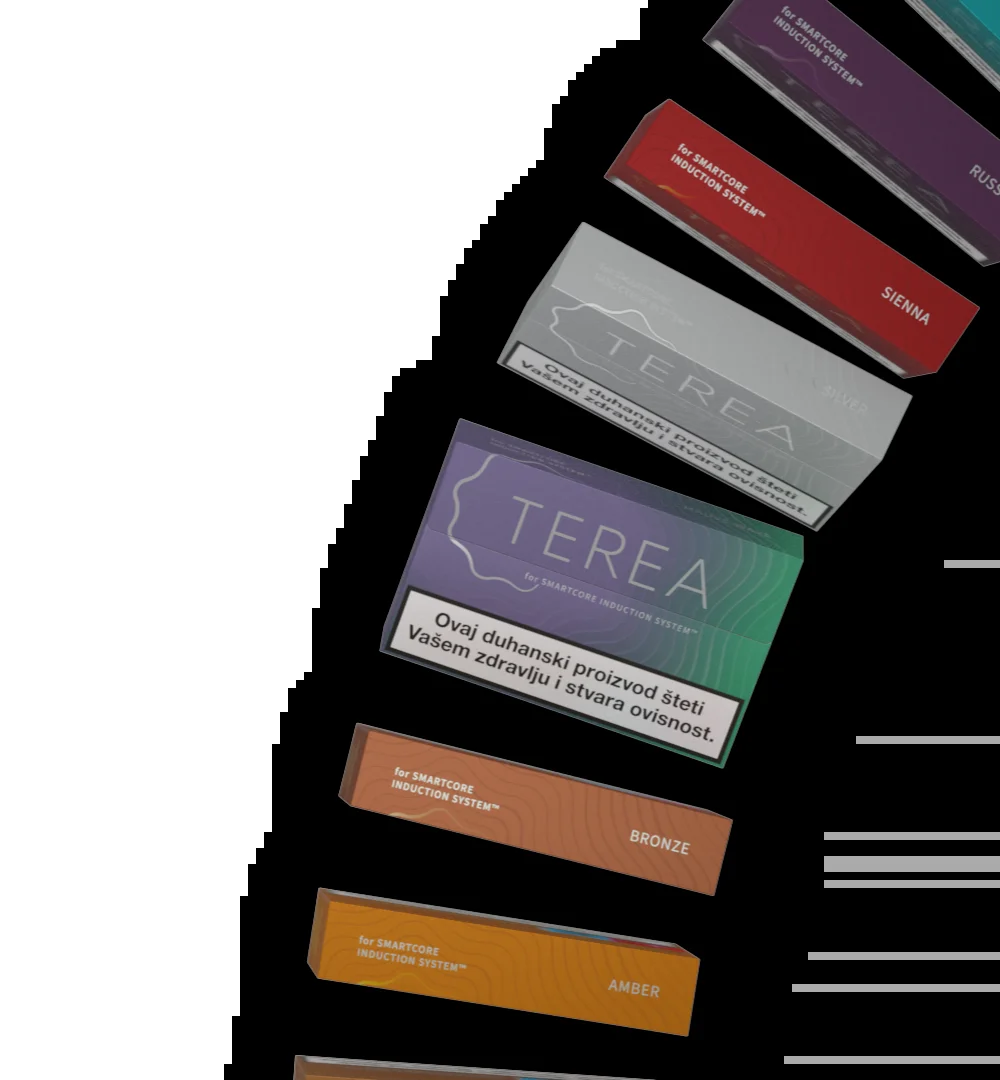 for SMARTCORE
INDUCTION SYSTEM™
for SMARTCORE
INDUCTION SYSTEM™
SIENNA
SILVER
TEREA
Ovaj duhanski proizvod šteti
Vašem zdravlju i stvara ovisnost.
TEREA
for SMARTCORE INDUCTION SYSTEM™
Ovaj duhanski proizvod šteti
Vašem zdravlju i stvara ovisnost.
for SMARTCORE
INDUCTION SYSTEM™
BRONZE
for SMARTCORE
INDUCTION SYSTEM™
AMBER